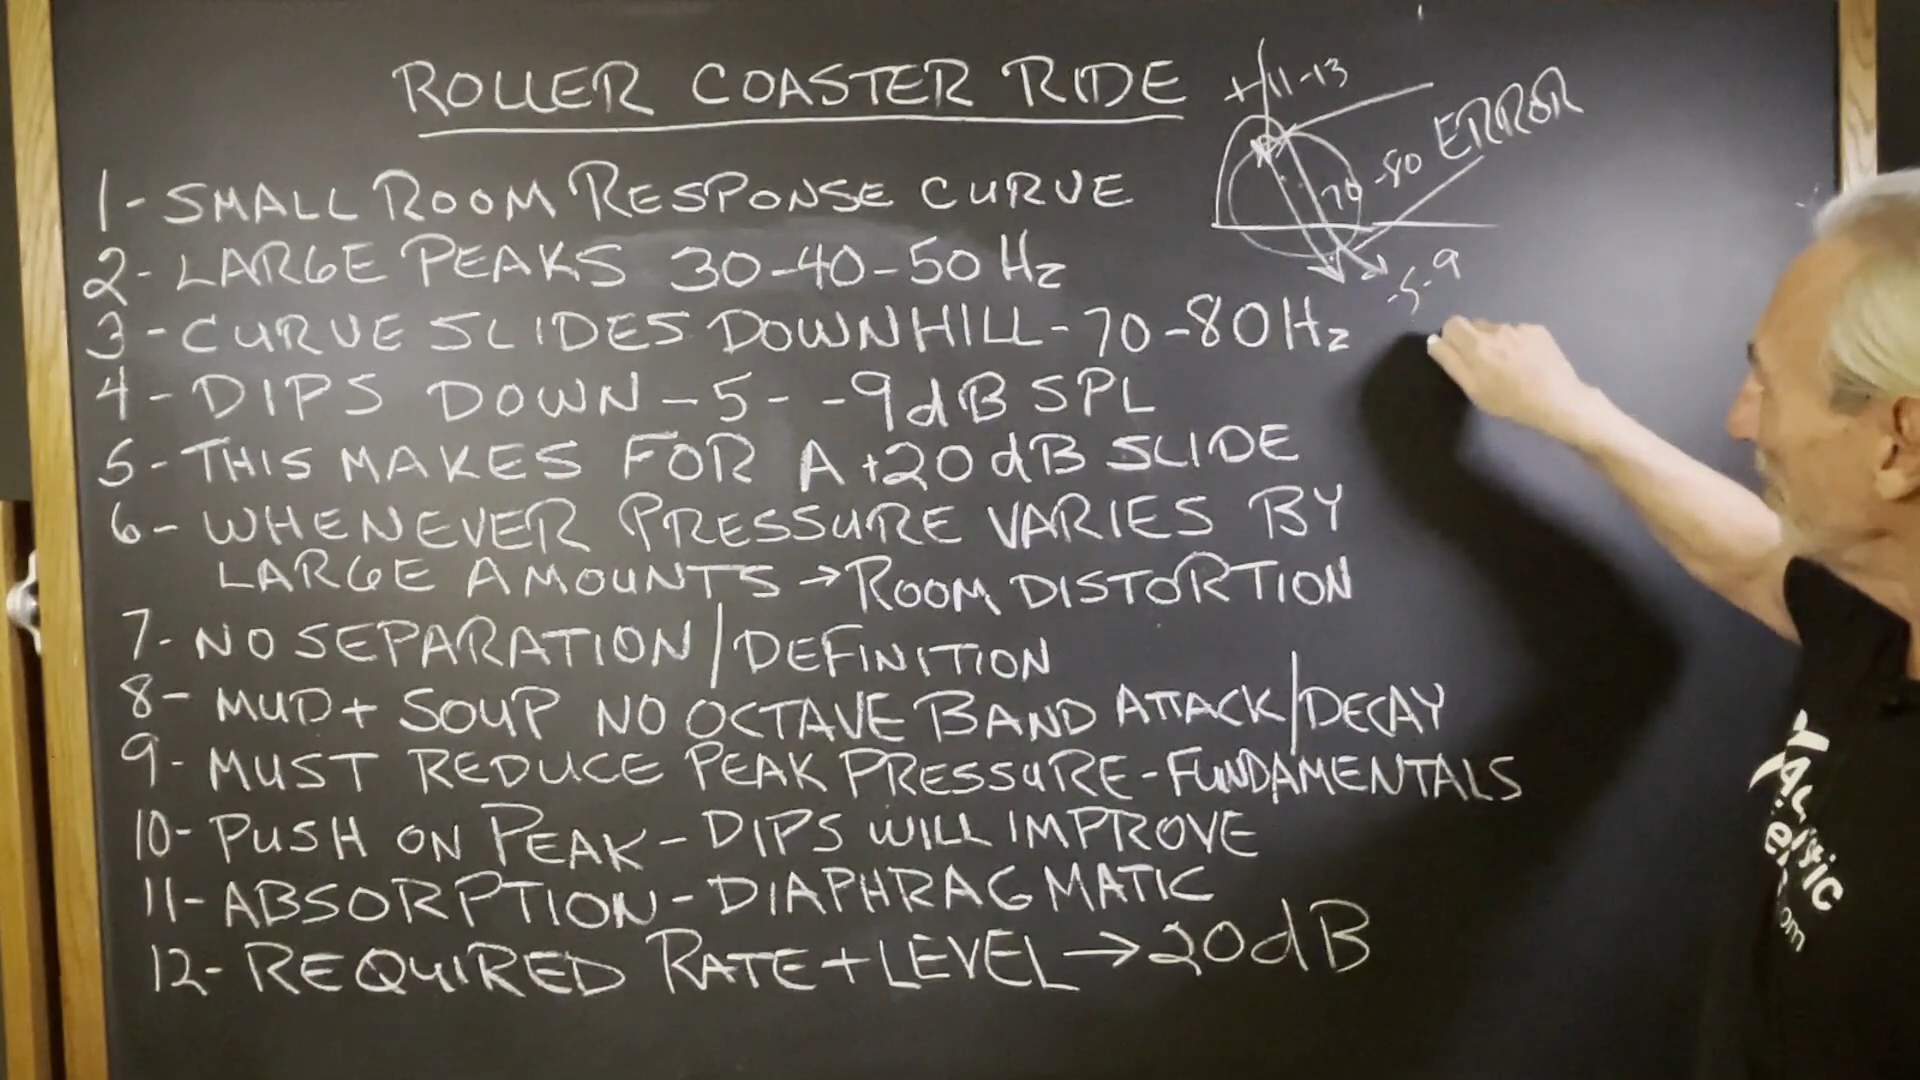 ROLLER COASTER RIDE
+11-13
ERROR
70-80
-5-9
1-SMALL ROOM RESPONSE CURVE
2-LARGE PEAKS 30-40-50 Hz
3-CURVE SLIDES DOWNHILL-70-80Hz
4-DIPS DOWN -5- -9dB SPL
5-THIS MAKES FOR A +20dB SLIDE
6-WHENEVER PRESSURE VARIES BY
LARGE AMOUNTS →ROOM DISTORTION
7-NO SEPARATION/DEFINITION
8-MUD+ SOUP NO OCTAVE BAND ATTACK/DECAY
9-MUST REDUCE PEAK PRESSURE-FUNDAMENTALS
10-PUSH ON PEAK-DIPS WILL IMPROVE
11-ABSORPTION-DIAPHRAGMATIC
12-REQUIRED RATE+LEVEL→20dB